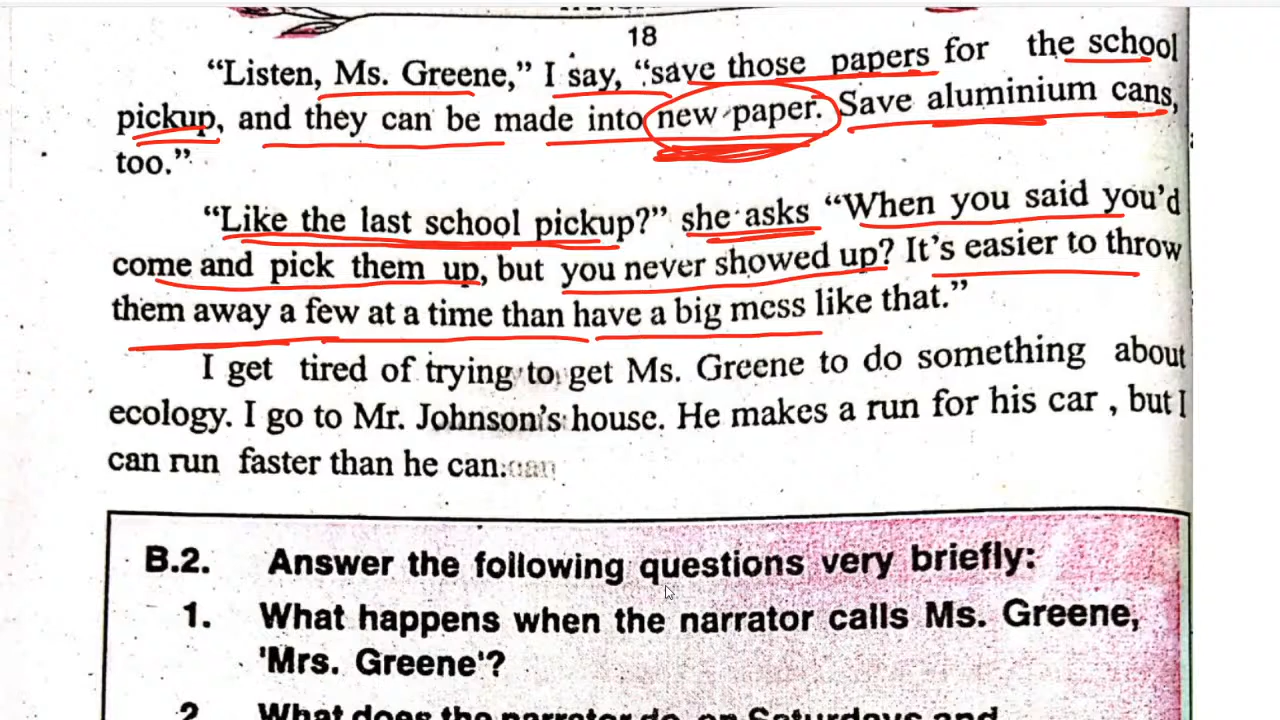 18
“Listen, Ms. Greene,” I say, “save those papers for the school
pickup, and they can be made into new paper. Save aluminium cans,
too.”
“Like the last school pickup?” she asks “When you said you’d
come and pick them up, but you never showed up? It’s easier to throw
them away a few at a time than have a big mess like that.”
I get tired of trying to get Ms. Greene to do something about
ecology. I go to Mr. Johnson’s house. He makes a run for his car , but I
can run faster than he can. can
B.2. Answer the following questions very briefly:
1. What happens when the narrator calls Ms. Greene,
'Mrs. Greene'?
2. What does the narrator do on Saturdays and